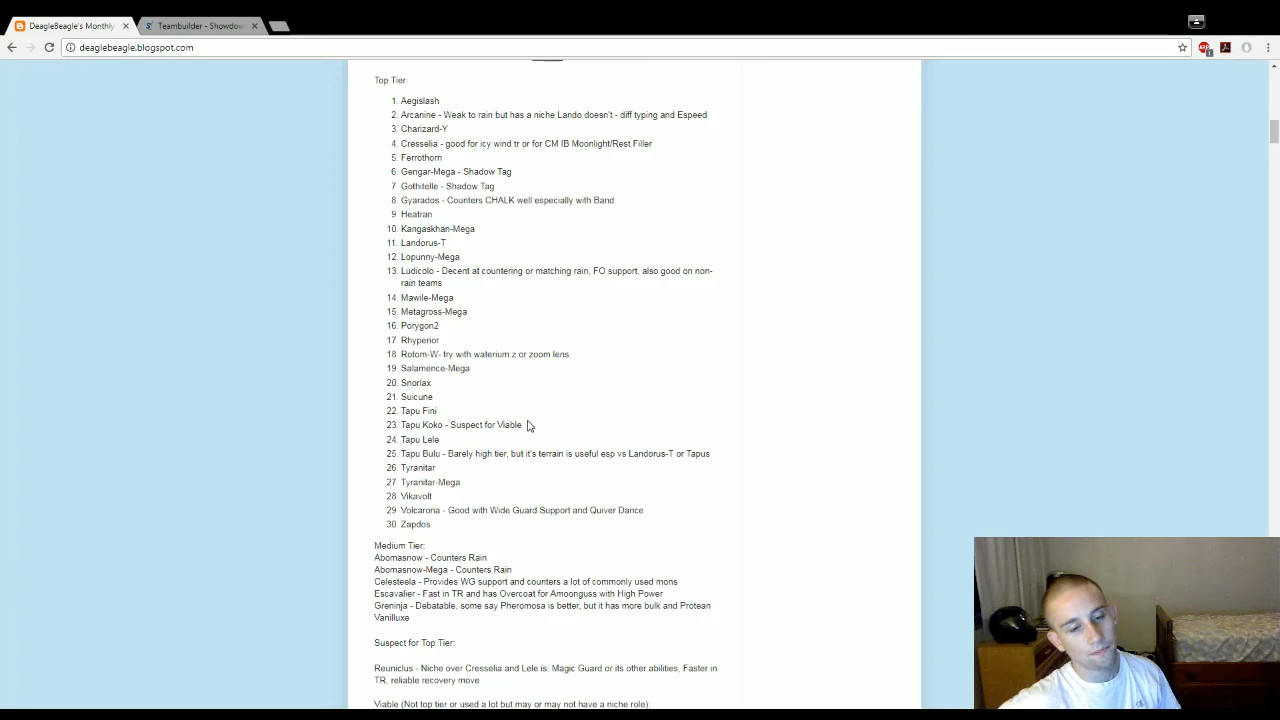 DeagleBeagle's Monthly
Teambuilder - Showdow
deaglebeagle.blogspot.com
Top Tier:
1. Aegislash
2. Arcanine - Weak to rain but has a niche Lando doesn't - diff typing and Espeed
3. Charizard-Y
4. Cresselia - good for icy wind tr or for CM IB Moonlight/Rest Filler
5. Ferrothorn
6. Gengar-Mega - Shadow Tag
7. Gothitelle - Shadow Tag
8. Gyarados - Counters CHALK well especially with Band
9. Heatran
10. Kangaskhan-Mega
11. Landorus-T
12. Lopunny-Mega
13. Ludicolo - Decent at countering or matching rain, FO support, also good on non-
rain teams
14. Mawile-Mega
15. Metagross-Mega
16. Porygon2
17. Rhyperior
18. Rotom-W- try with waterium z or zoom lens
19. Salamence-Mega
20. Snorlax
21. Suicune
22. Tapu Fini
23. Tapu Koko - Suspect for Viable
24. Tapu Lele
25. Tapu Bulu - Barely high tier, but it's terrain is useful esp vs Landorus-T or Tapus
26. Tyranitar
27. Tyranitar-Mega
28. Vikavolt
29. Volcarona - Good with Wide Guard Support and Quiver Dance
30. Zapdos
Medium Tier:
Abomasnow - Counters Rain
Abomasnow-Mega - Counters Rain
Celesteela - Provides WG support and counters a lot of commonly used mons
Escavalier - Fast in TR and has Overcoat for Amoonguss with High Power
Greninja - Debatable, some say Pheromosa is better, but it has more bulk and Protean
Vanilluxe
Suspect for Top Tier:
Reuniclus - Niche over Cresselia and Lele is: Magic Guard or its other abilities, Faster in
TR, reliable recovery move
Viable (Not top tier or used a lot but may or may not have a niche role):